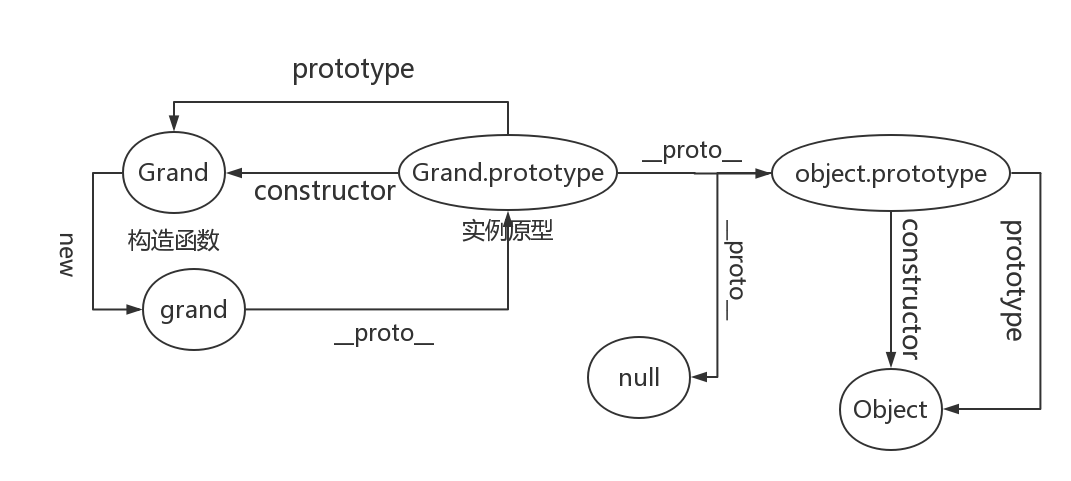 prototype
Grand
constructor
Grand.prototype
__proto__
object.prototype
构造函数
实例原型
new
grand
__proto__
__proto__
constructor
prototype
null
Object